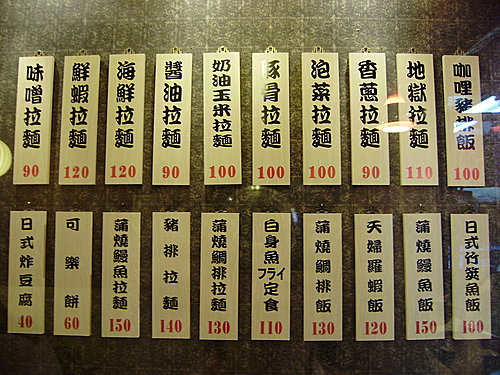 味噌拉麵
90
鮮蝦拉麵
120
海鮮拉麵
120
醬油拉麵
90
奶油玉米拉麵
100
豚骨拉麵
100
泡菜拉麵
100
香蔥拉麵
90
地獄拉麵
110
咖哩豬排飯
100
日式炸豆腐
40
可樂餅
60
蒲燒鰻魚拉麵
150
豬排拉麵
140
蒲燒鯛排拉麵
130
白身魚フライ定食
110
蒲燒鯛排飯
130
天婦羅蝦飯
120
蒲燒鰻魚飯
150
日式竹筴魚飯
100